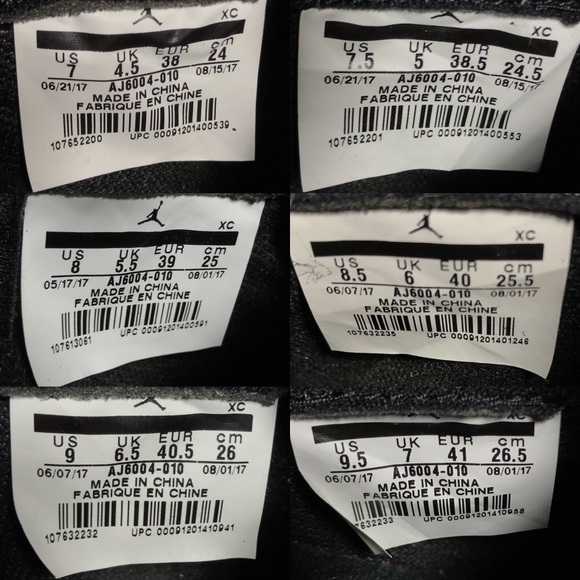 XC
US UK EUR cm
7 4.5 38 24
06/21/17 AJ6004-010 08/15/17
MADE IN CHINA
FABRIQUE EN CHINE
107652200 UPC 00091201400539
XC
US UK EUR cm
7.5 5 38.5 24.5
06/21/17 AJ6004-010 08/15/17
MADE IN CHINA
FABRIQUE EN CHINE
107652201 UPC 00091201400553
XC
US UK EUR cm
8 5.5 39 25
05/17/17 AJ6004-010 08/01/17
MADE IN CHINA
FABRIQUE EN CHINE
107613061 UPC 00091201400591
XC
US UK EUR cm
8.5 6 40 25.5
06/07/17 AJ6004-010 08/01/17
MADE IN CHINA
FABRIQUE EN CHINE
107632235 UPC 00091201401246
XC
US UK EUR cm
9 6.5 40.5 26
06/07/17 AJ6004-010 08/01/17
MADE IN CHINA
FABRIQUE EN CHINE
107632232 UPC 00091201410941
XC
US UK EUR cm
9.5 7 41 26.5
06/07/17 AJ6004-010 08/01/17
MADE IN CHINA
FABRIQUE EN CHINE
632233 UPC 00091201410958